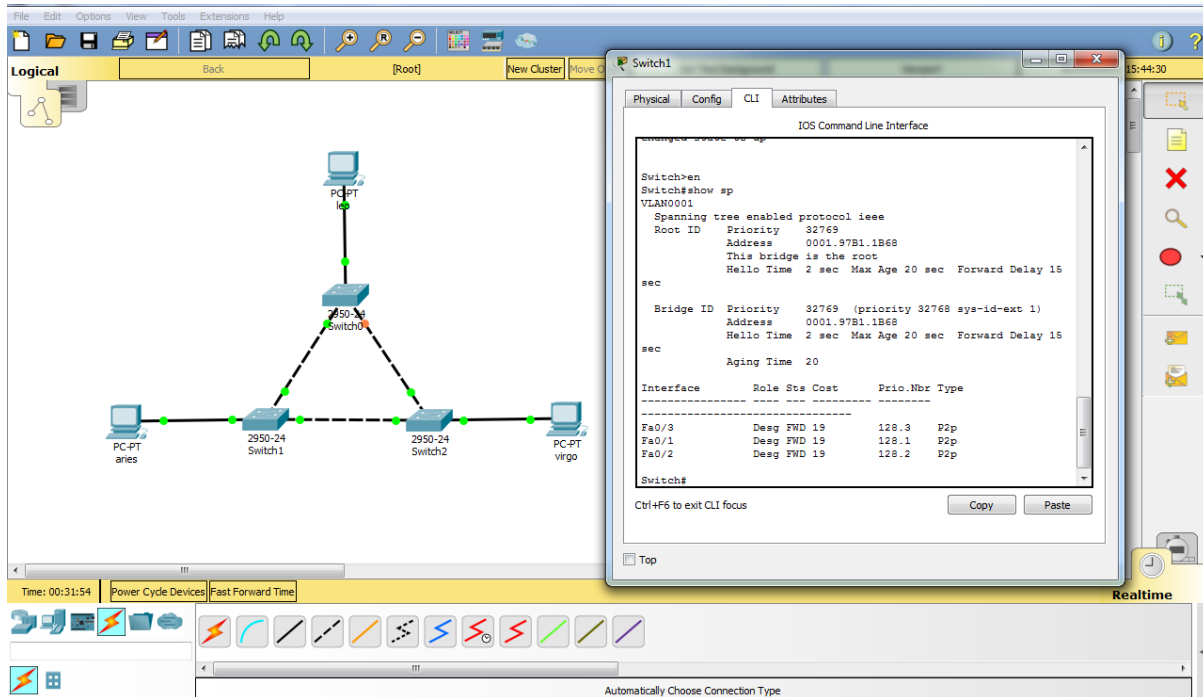 File Edit Options View Tools Extensions Help
Logical
Back
[Root]
New Cluster
Move O
15:44:30
PC-PT
leo
2950-24
Switch0
PC-PT
aries
2950-24
Switch1
2950-24
Switch2
PC-PT
virgo
Switch1
Physical Config CLI Attributes
IOS Command Line Interface
Switch>en
Switch#show sp
VLAN0001
Spanning tree enabled protocol ieee
Root ID Priority 32769
Address 0001.97B1.1B68
This bridge is the root
Hello Time 2 sec Max Age 20 sec Forward Delay 15
sec
Bridge ID Priority 32769 (priority 32768 sys-id-ext 1)
Address 0001.97B1.1B68
Hello Time 2 sec Max Age 20 sec Forward Delay 15
sec
Aging Time 20
Interface Role Sts Cost Prio.Nbr Type
---------------- ---- --- --------- --------
--------------------------------
Fa0/3 Desg FWD 19 128.3 P2p
Fa0/1 Desg FWD 19 128.1 P2p
Fa0/2 Desg FWD 19 128.2 P2p
Switch#
Ctrl+F6 to exit CLI focus
Copy
Paste
Top
Time: 00:31:54
Power Cycle Devices
Fast Forward Time
Realtime
Automatically Choose Connection Type